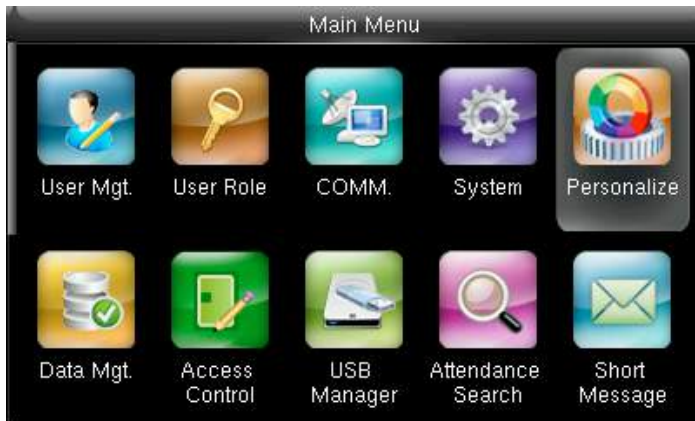 Main Menu
User Mgt.
User Role
COMM.
System
Personalize
Data Mgt.
Access
Control
USB
Manager
Attendance
Search
Short
Message